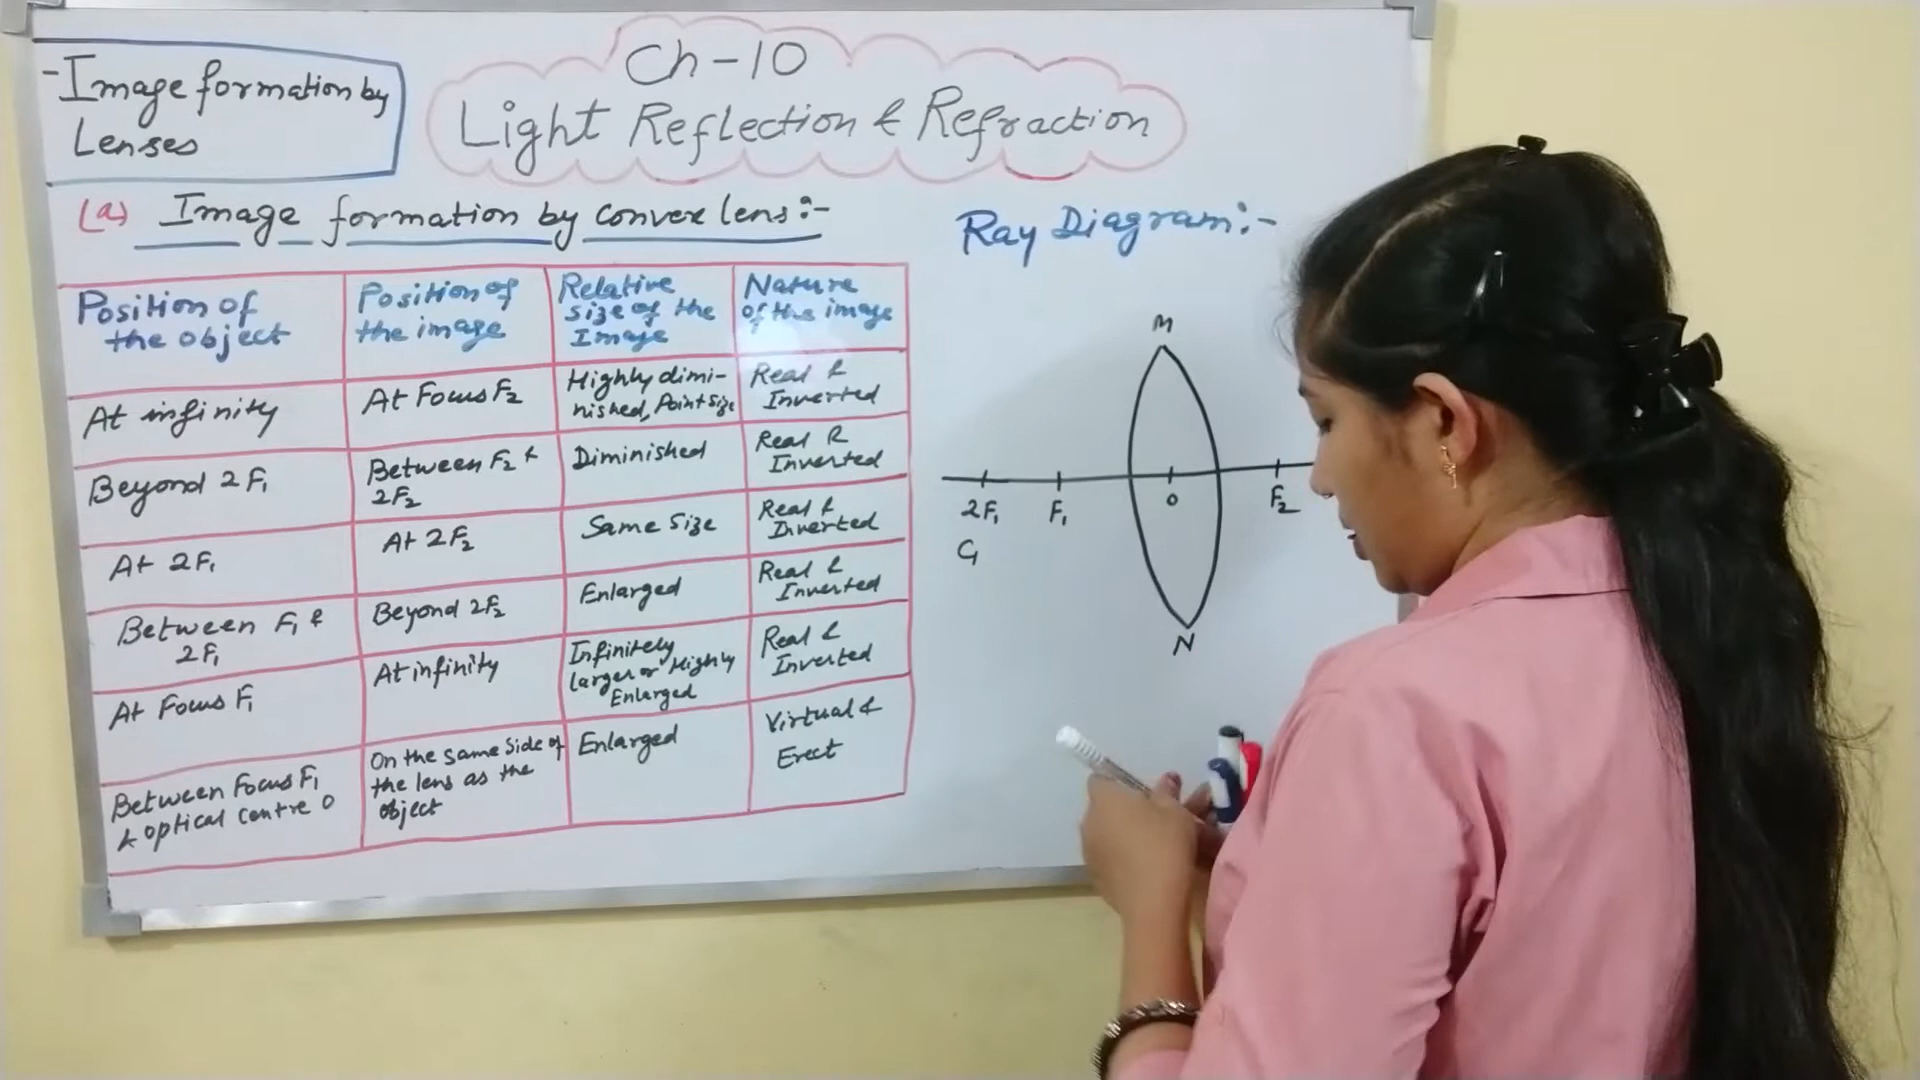 - Image formation by
Lenses
Ch-10
Light Reflection & Refraction
(a) Image formation by convex lens:-
Position of
the object
Position of
the image
Relative
size of the
Image
Nature
of the image
At infinity
At Focus F2
Highly dimi-
nished, Point size
Real &
Inverted
Beyond 2F1
Between F2 &
2F2
Diminished
Real &
Inverted
At 2F1
At 2F2
Same Size
Real &
Inverted
Between F1 &
2F1
Beyond 2F2
Enlarged
Real &
Inverted
At Focus F1
At infinity
Infinitely
larger or Highly
Enlarged
Real &
Inverted
Between Focus F1
& optical centre O
On the same side of
the lens as the
object
Enlarged
Virtual &
Erect
Ray Diagram:-
M
2F1 F1 O F2
C1
N